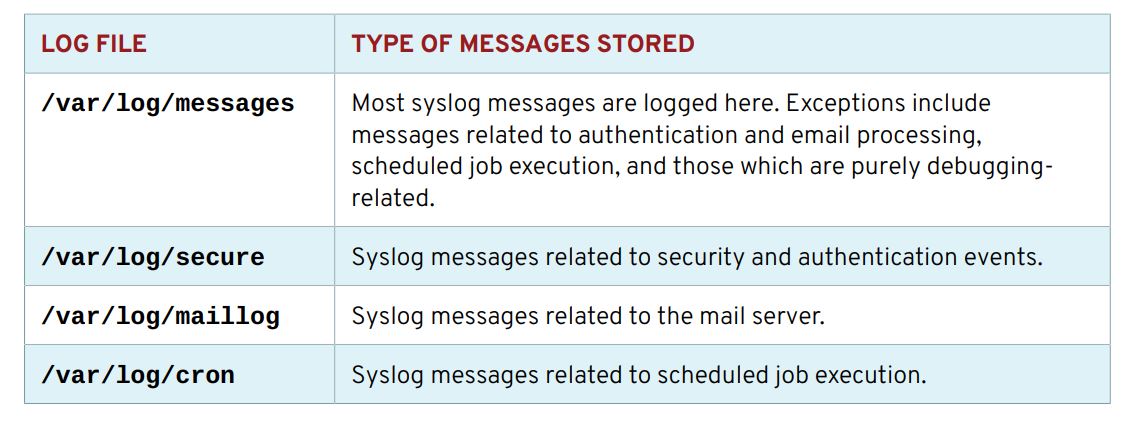 LOG FILE
TYPE OF MESSAGES STORED
/var/log/messages
Most syslog messages are logged here. Exceptions include
messages related to authentication and email processing,
scheduled job execution, and those which are purely debugging-
related.
/var/log/secure
Syslog messages related to security and authentication events.
/var/log/maillog
Syslog messages related to the mail server.
/var/log/cron
Syslog messages related to scheduled job execution.